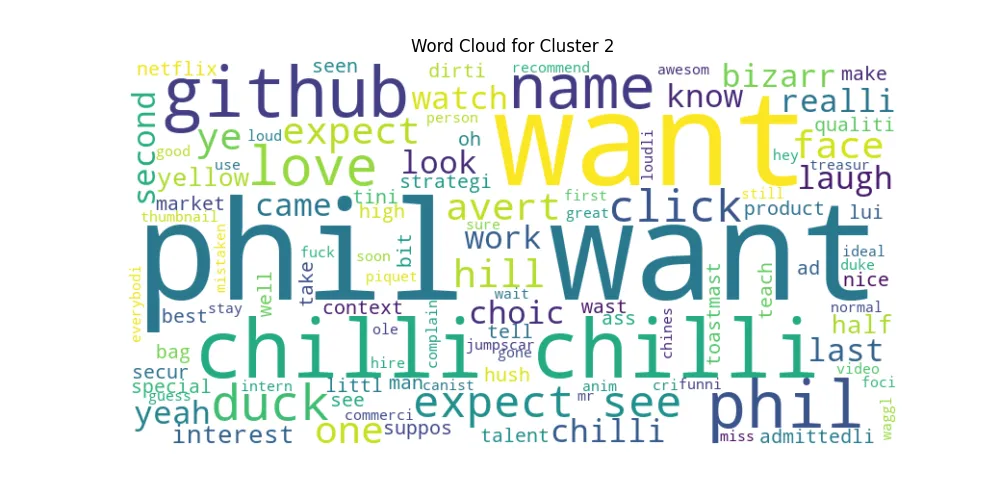 Word Cloud for Cluster 2
netflix seen dirti recommend awesom bizarr make
github watch name know realli
second ye loud expect person oh want loudli qualiti
good use love look hey face treasur
yellow strategi laugh
market came tini high avert first great click still product lui
thumbnail sure
phil want
mistaken fuck soon bit work ideal
everybodi well take piquet hill ad duke nice
best stay context wait choic wast ass toastmast teach normal
chilli chilli half
ole complain tell chines last
bag hire jumpscar gone video
secur special guess intern littl man canist hush anim cri funni foci
yeah duck see commerci expect see mr phil waggl
interest one suppos talent chilli miss admittedli